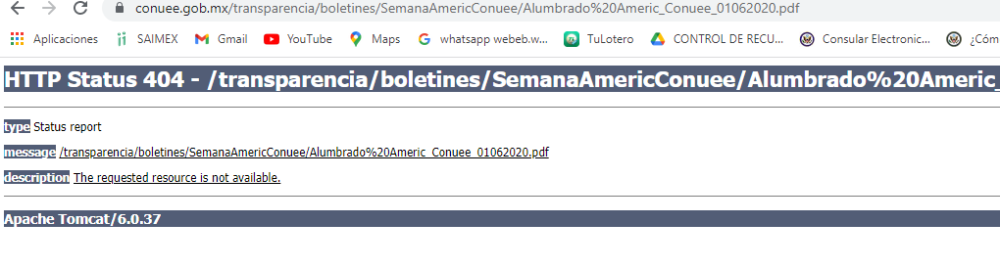 conuee.gob.mx/transparencia/boletines/SemanaAmericConuee/Alumbrado%20Americ_Conuee_01062020.pdf
Aplicaciones SAIMEX Gmail YouTube Maps whatsapp webeb.w... TuLotero CONTROL DE RECU... Consular Electronic... ¿Cóm
HTTP Status 404 - /transparencia/boletines/SemanaAmericConuee/Alumbrado%20Americ_
type Status report
message /transparencia/boletines/SemanaAmericConuee/Alumbrado%20Americ_Conuee_01062020.pdf
description The requested resource is not available.
Apache Tomcat/6.0.37